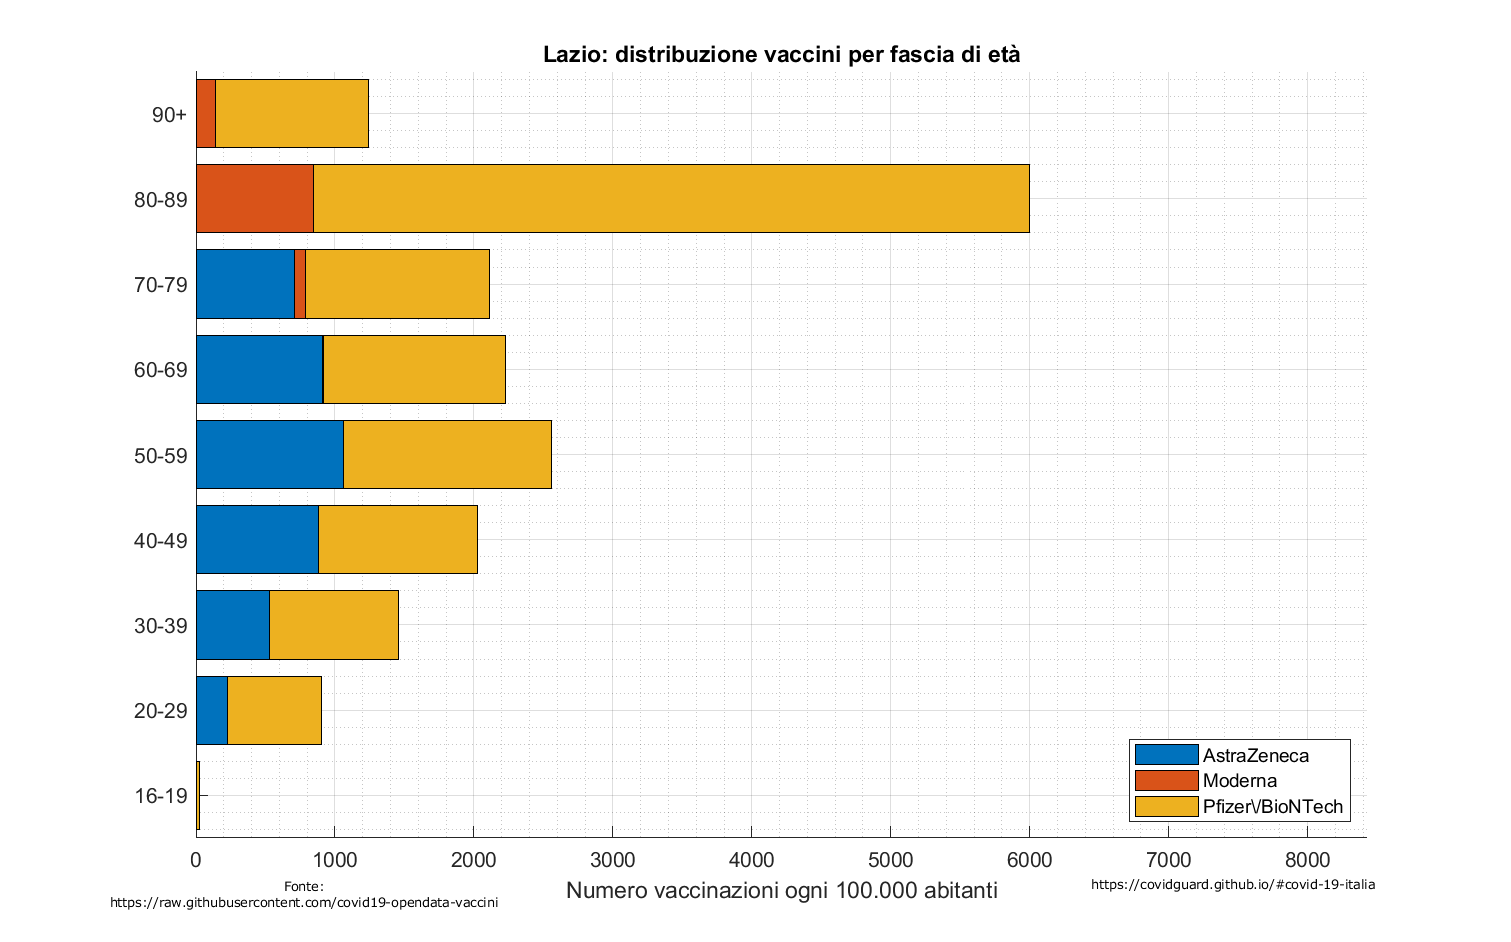 Lazio: distribuzione vaccini per fascia di età
90+
80-89
70-79
60-69
50-59
40-49
30-39
20-29
16-19
AstraZeneca
Moderna
Pfizer\/BioNTech
0 1000 2000 3000 4000 5000 6000 7000 8000
Numero vaccinazioni ogni 100.000 abitanti
Fonte:
https://raw.githubusercontent.com/covid19-opendata-vaccini
https://covidguard.github.io/#covid-19-italia